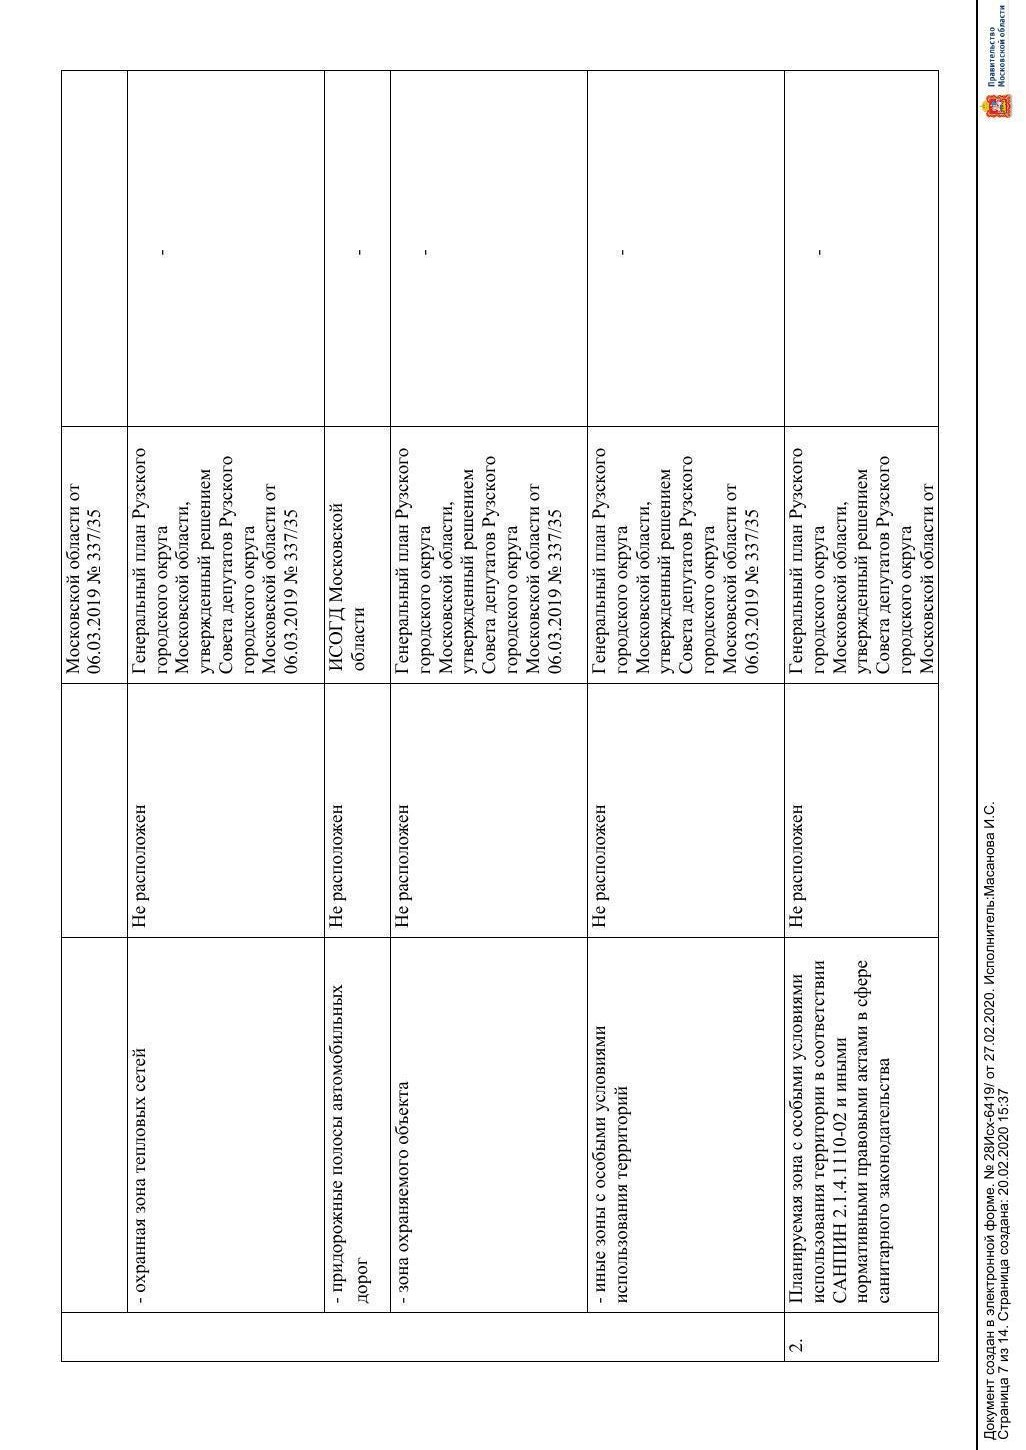 Московской области от
06.03.2019 № 337/35
- охранная зона тепловых сетей
Не расположен
Генеральный план Рузского
городского округа
Московской области,
утвержденный решением
Совета депутатов Рузского
городского округа
Московской области от
06.03.2019 № 337/35
-
- придорожные полосы автомобильных
дорог
Не расположен
ИСОГД Московской
области
-
- зона охраняемого объекта
Не расположен
Генеральный план Рузского
городского округа
Московской области,
утвержденный решением
Совета депутатов Рузского
городского округа
Московской области от
06.03.2019 № 337/35
-
- иные зоны с особыми условиями
использования территорий
Не расположен
Генеральный план Рузского
городского округа
Московской области,
утвержденный решением
Совета депутатов Рузского
городского округа
Московской области от
06.03.2019 № 337/35
-
2.
Планируемая зона с особыми условиями
использования территории в соответствии
САНПИН 2.1.4.1110-02 и иными
нормативными правовыми актами в сфере
санитарного законодательства
Не расположен
Генеральный план Рузского
городского округа
Московской области,
утвержденный решением
Совета депутатов Рузского
городского округа
Московской области от
-
Документ создан в электронной форме. № 28Исх-6419/ от 27.02.2020. Исполнитель:Масанова И.С.
Страница 7 из 14. Страница создана: 20.02.2020 15:37
Правительство
Московской области